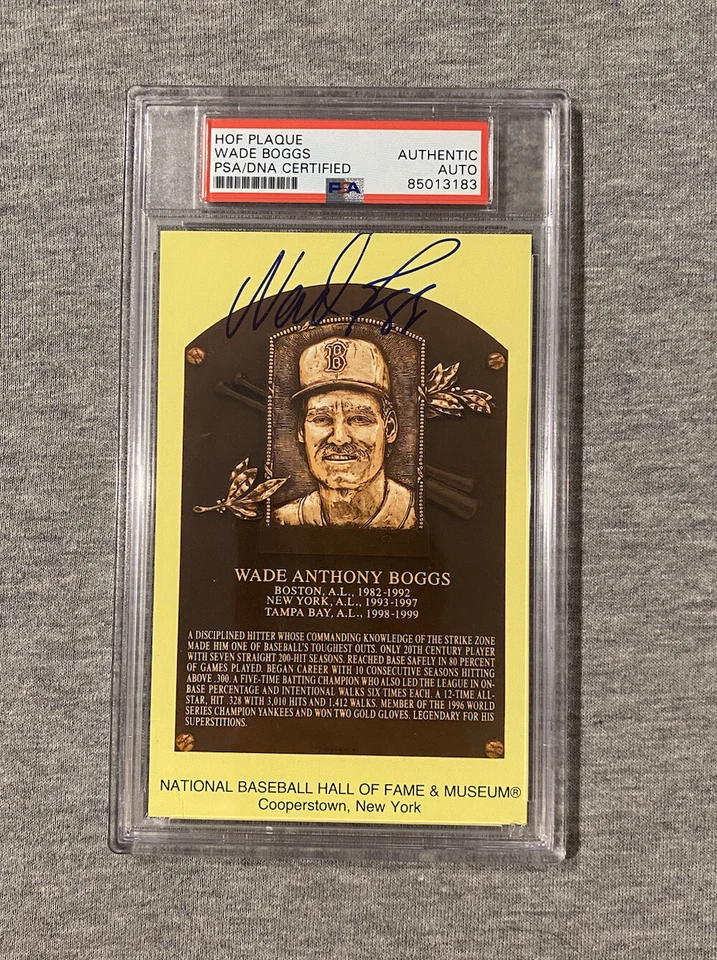 HOF PLAQUE
WADE BOGGS
PSA/DNA CERTIFIED
AUTHENTIC
AUTO
85013183
PSA
Wade Boggs
B
WADE ANTHONY BOGGS
BOSTON, A.L., 1982-1992
NEW YORK, A.L., 1993-1997
TAMPA BAY, A.L., 1998-1999
A DISCIPLINED HITTER WHOSE COMMANDING KNOWLEDGE OF THE STRIKE ZONE
MADE HIM ONE OF BASEBALL'S TOUGHEST OUTS. ONLY 20TH CENTURY PLAYER
WITH SEVEN STRAIGHT 200-HIT SEASONS. REACHED BASE SAFELY IN 80 PERCENT
OF GAMES PLAYED. BEGAN CAREER WITH 10 CONSECUTIVE SEASONS HITTING
ABOVE .300. A FIVE-TIME BATTING CHAMPION WHO ALSO LED THE LEAGUE IN ON-
BASE PERCENTAGE AND INTENTIONAL WALKS SIX TIMES EACH. A 12-TIME ALL-
STAR, HIT .328 WITH 3,010 HITS AND 1,412 WALKS. MEMBER OF THE 1996 WORLD
SERIES CHAMPION YANKEES AND WON TWO GOLD GLOVES. LEGENDARY FOR HIS
SUPERSTITIONS.
NATIONAL BASEBALL HALL OF FAME & MUSEUM®
Cooperstown, New York